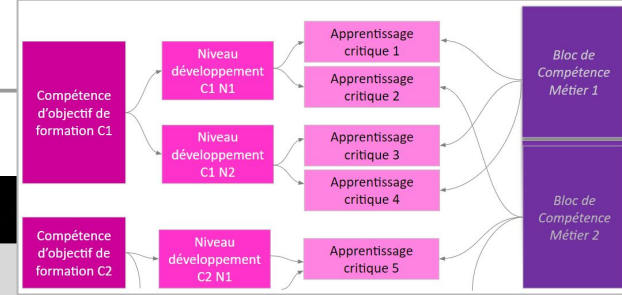 Compétence
d'objectif de
formation C1
Niveau
développement
C1 N1
Apprentissage
critique 1
Apprentissage
critique 2
Niveau
développement
C1 N2
Apprentissage
critique 3
Apprentissage
critique 4
Bloc de
Compétence
Métier 1
Compétence
d'objectif de
formation C2
Niveau
développement
C2 N1
Apprentissage
critique 5
Bloc de
Compétence
Métier 2